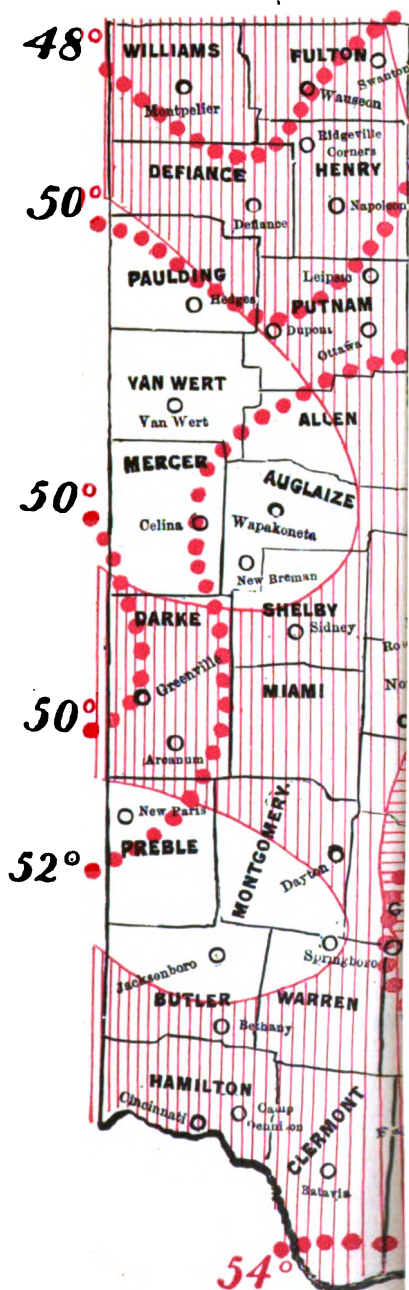 48°
WILLIAMS
FULTON
Swanton
Montpelier
Wauseon
Ridgeville
Corners
DEFIANCE
HENRY
50°
Defiance
Napoleon
PAULDING
Leipsic
Hedges
PUTNAM
Dupont
Ottawa
VAN WERT
Van Wert
ALLEN
MERCER
AUGLAIZE
50°
Celina
Wapakoneta
New Breman
DARKE
SHELBY
Sidney
Greenville
MIAMI
50°
Arcanum
New Paris
MONTGOMERY.
PREBLE
52°
Dayton
Springboro
Jacksonboro
BUTLER
WARREN
Bethany
HAMILTON
Cincinnati
Camp
CLERMONT
Batavia
54°